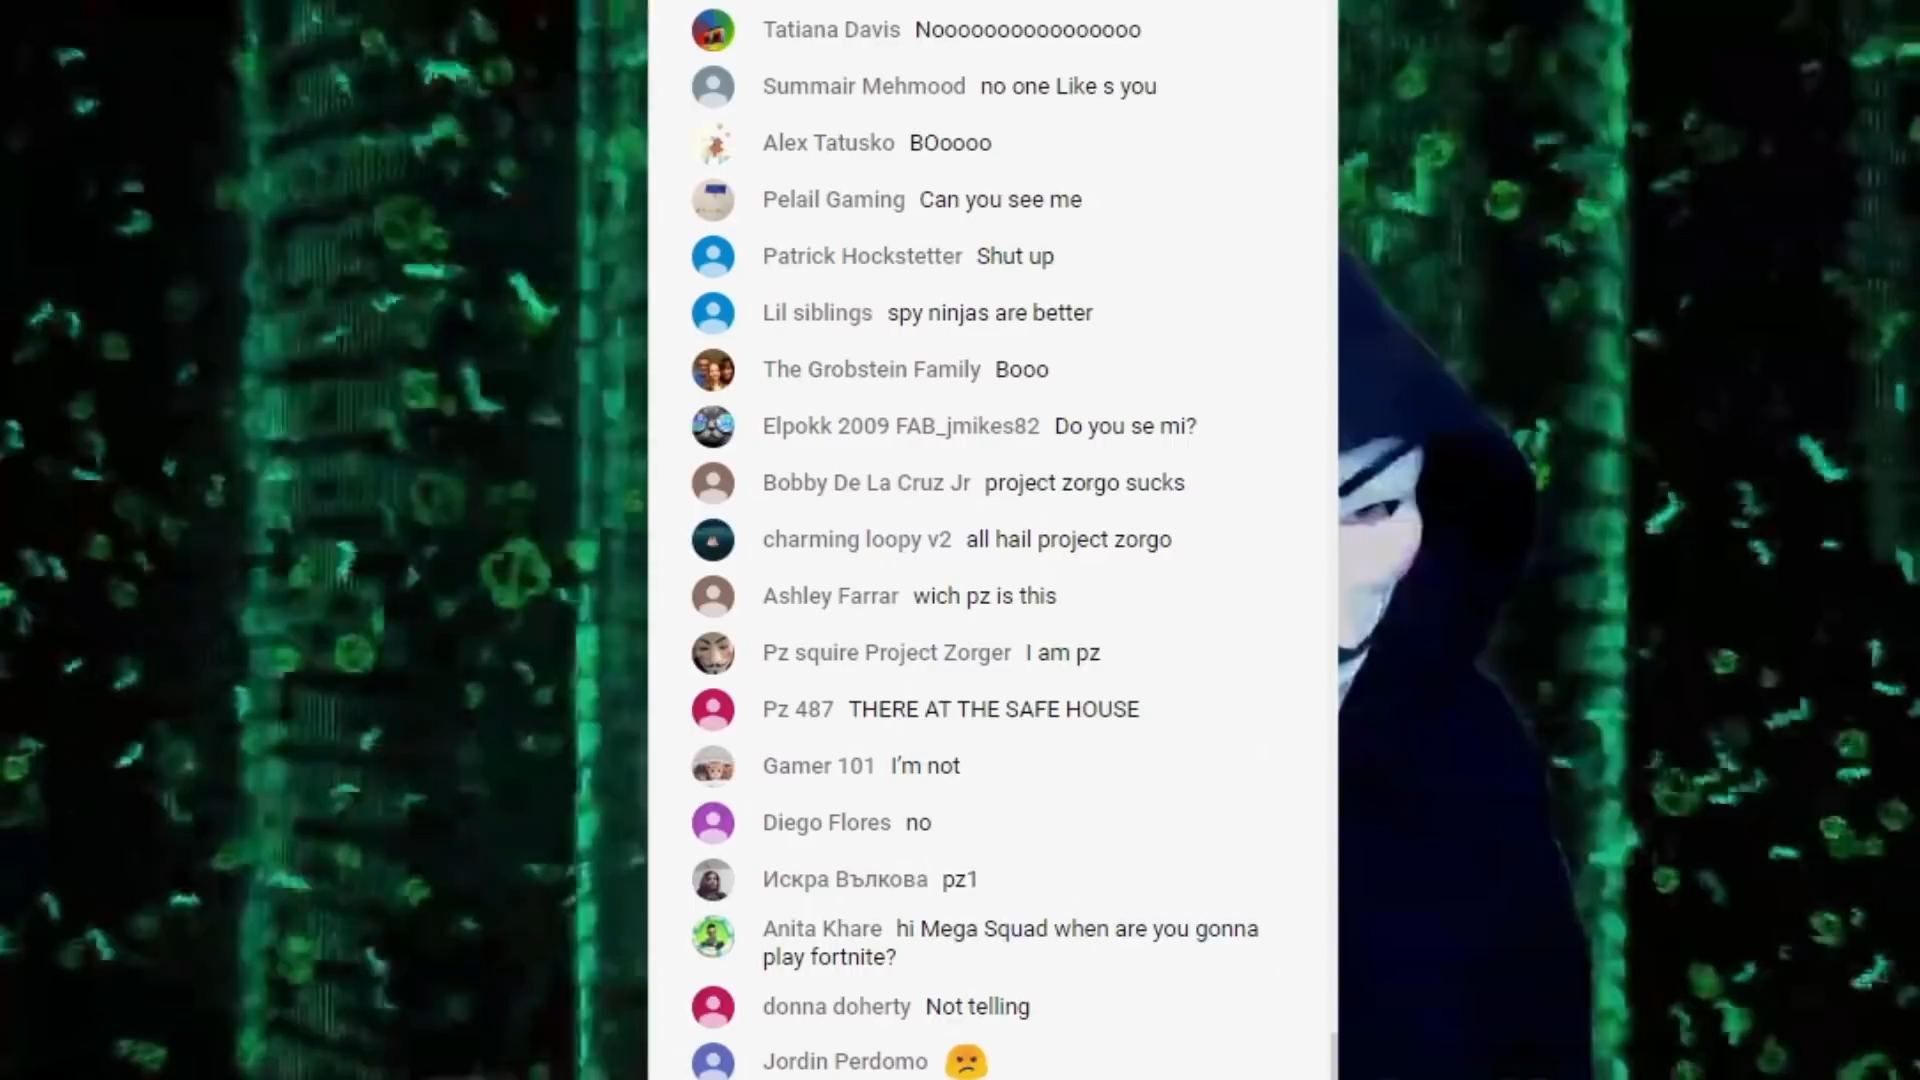 Tatiana Davis Noooooooooooooooo
Summair Mehmood no one Like s you
Alex Tatusko BOoooo
Pelail Gaming Can you see me
Patrick Hockstetter Shut up
Lil siblings spy ninjas are better
The Grobstein Family Booo
Elpokk 2009 FAB_jmikes82 Do you se mi?
Bobby De La Cruz Jr project zorgo sucks
charming loopy v2 all hail project zorgo
Ashley Farrar wich pz is this
Pz squire Project Zorger I am pz
Pz 487 THERE AT THE SAFE HOUSE
Gamer 101 I’m not
Diego Flores no
Искра Вълкова pz1
Anita Khare hi Mega Squad when are you gonna
play fortnite?
donna doherty Not telling
Jordin Perdomo